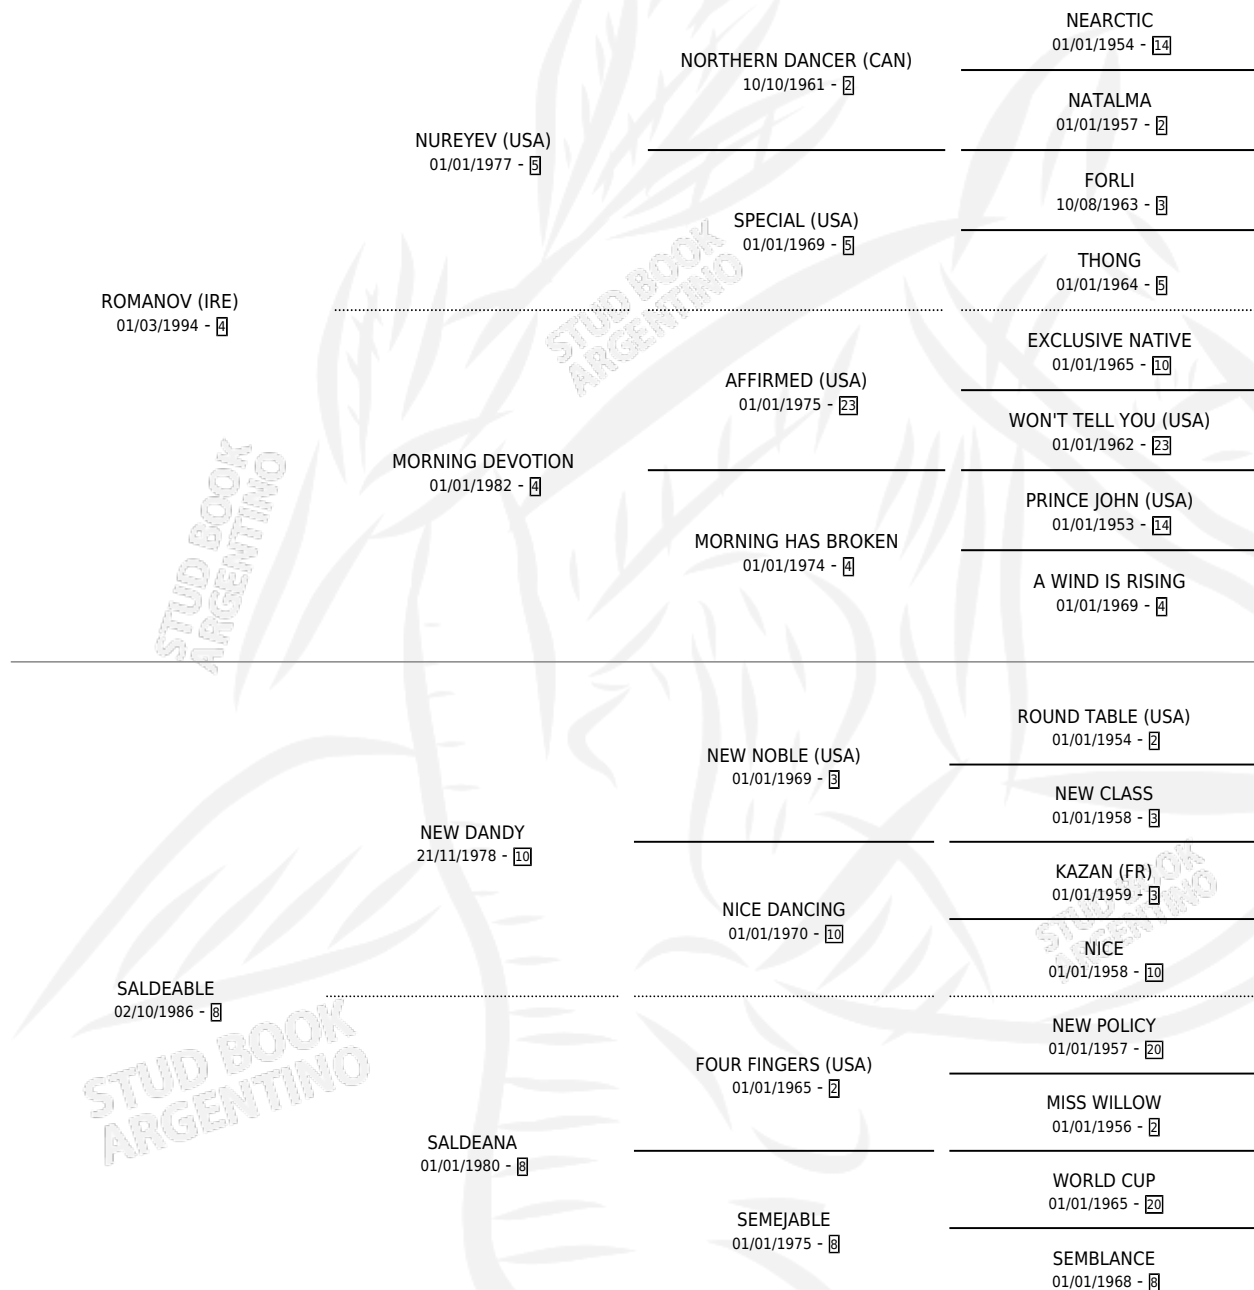 NEARCTIC
01/01/1954 - 14
NORTHERN DANCER (CAN)
10/10/1961 - 2
NATALMA
01/01/1957 - 2
NUREYEV (USA)
01/01/1977 - 5
FORLI
10/08/1963 - 3
SPECIAL (USA)
01/01/1969 - 5
THONG
01/01/1964 - 5
ROMANOV (IRE)
01/03/1994 - 4
EXCLUSIVE NATIVE
01/01/1965 - 10
AFFIRMED (USA)
01/01/1975 - 23
WON'T TELL YOU (USA)
01/01/1962 - 23
MORNING DEVOTION
01/01/1982 - 4
PRINCE JOHN (USA)
01/01/1953 - 14
MORNING HAS BROKEN
01/01/1974 - 4
A WIND IS RISING
01/01/1969 - 4
ROUND TABLE (USA)
01/01/1954 - 2
NEW NOBLE (USA)
01/01/1969 - 3
NEW CLASS
01/01/1958 - 3
NEW DANDY
21/11/1978 - 10
KAZAN (FR)
01/01/1959 - 3
NICE DANCING
01/01/1970 - 10
NICE
01/01/1958 - 10
SALDEABLE
02/10/1986 - 8
NEW POLICY
01/01/1957 - 20
FOUR FINGERS (USA)
01/01/1965 - 2
MISS WILLOW
01/01/1956 - 2
SALDEANA
01/01/1980 - 8
WORLD CUP
01/01/1965 - 20
SEMEJABLE
01/01/1975 - 8
SEMBLANCE
01/01/1968 - 8
STUD BOOK
ARGENTINO
STUD BOOK
ARGENTINO
STUD BOOK
ARGENTINO
STUD BOOK
ARGENTINO